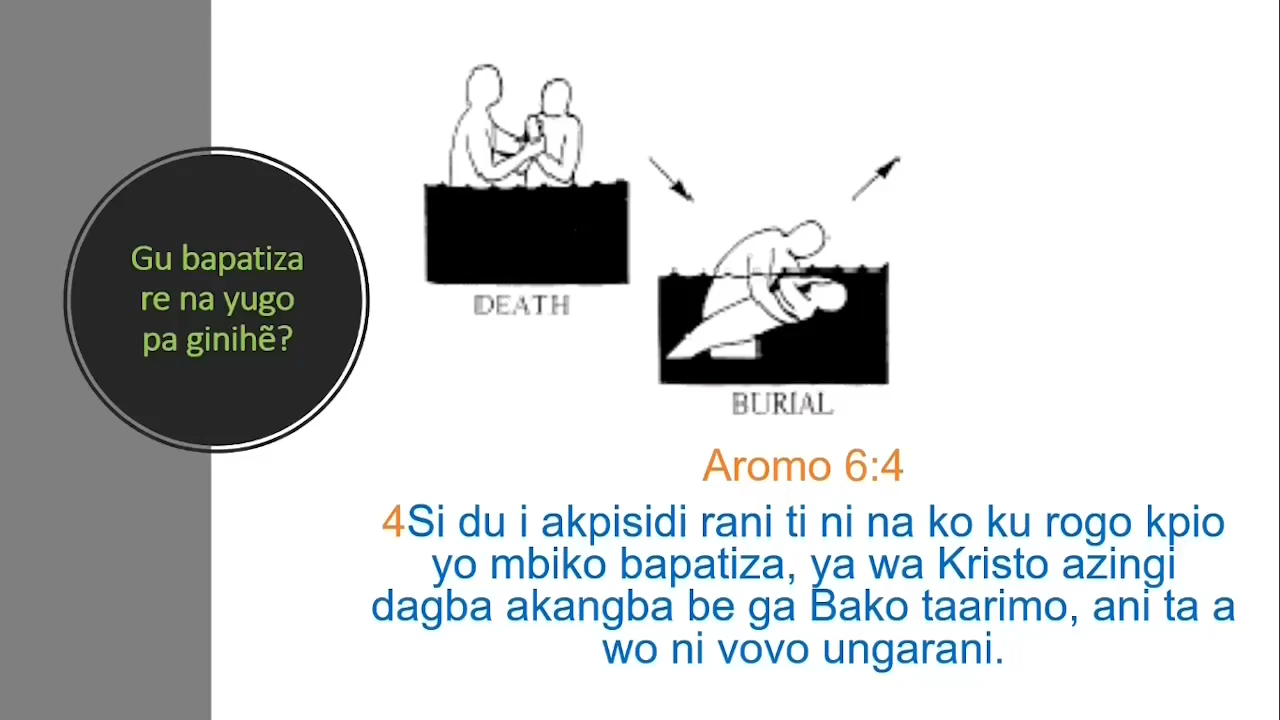 Gu bapatiza
re na yugo
pa ginihẽ?
DEATH
BURIAL
Aromo 6:4
4Si du i akpisidi rani ti ni na ko ku rogo kpio
yo mbiko bapatiza, ya wa Kristo azingi
dagba akangba be ga Bako taarimo, ani ta a
wo ni vovo ungarani.